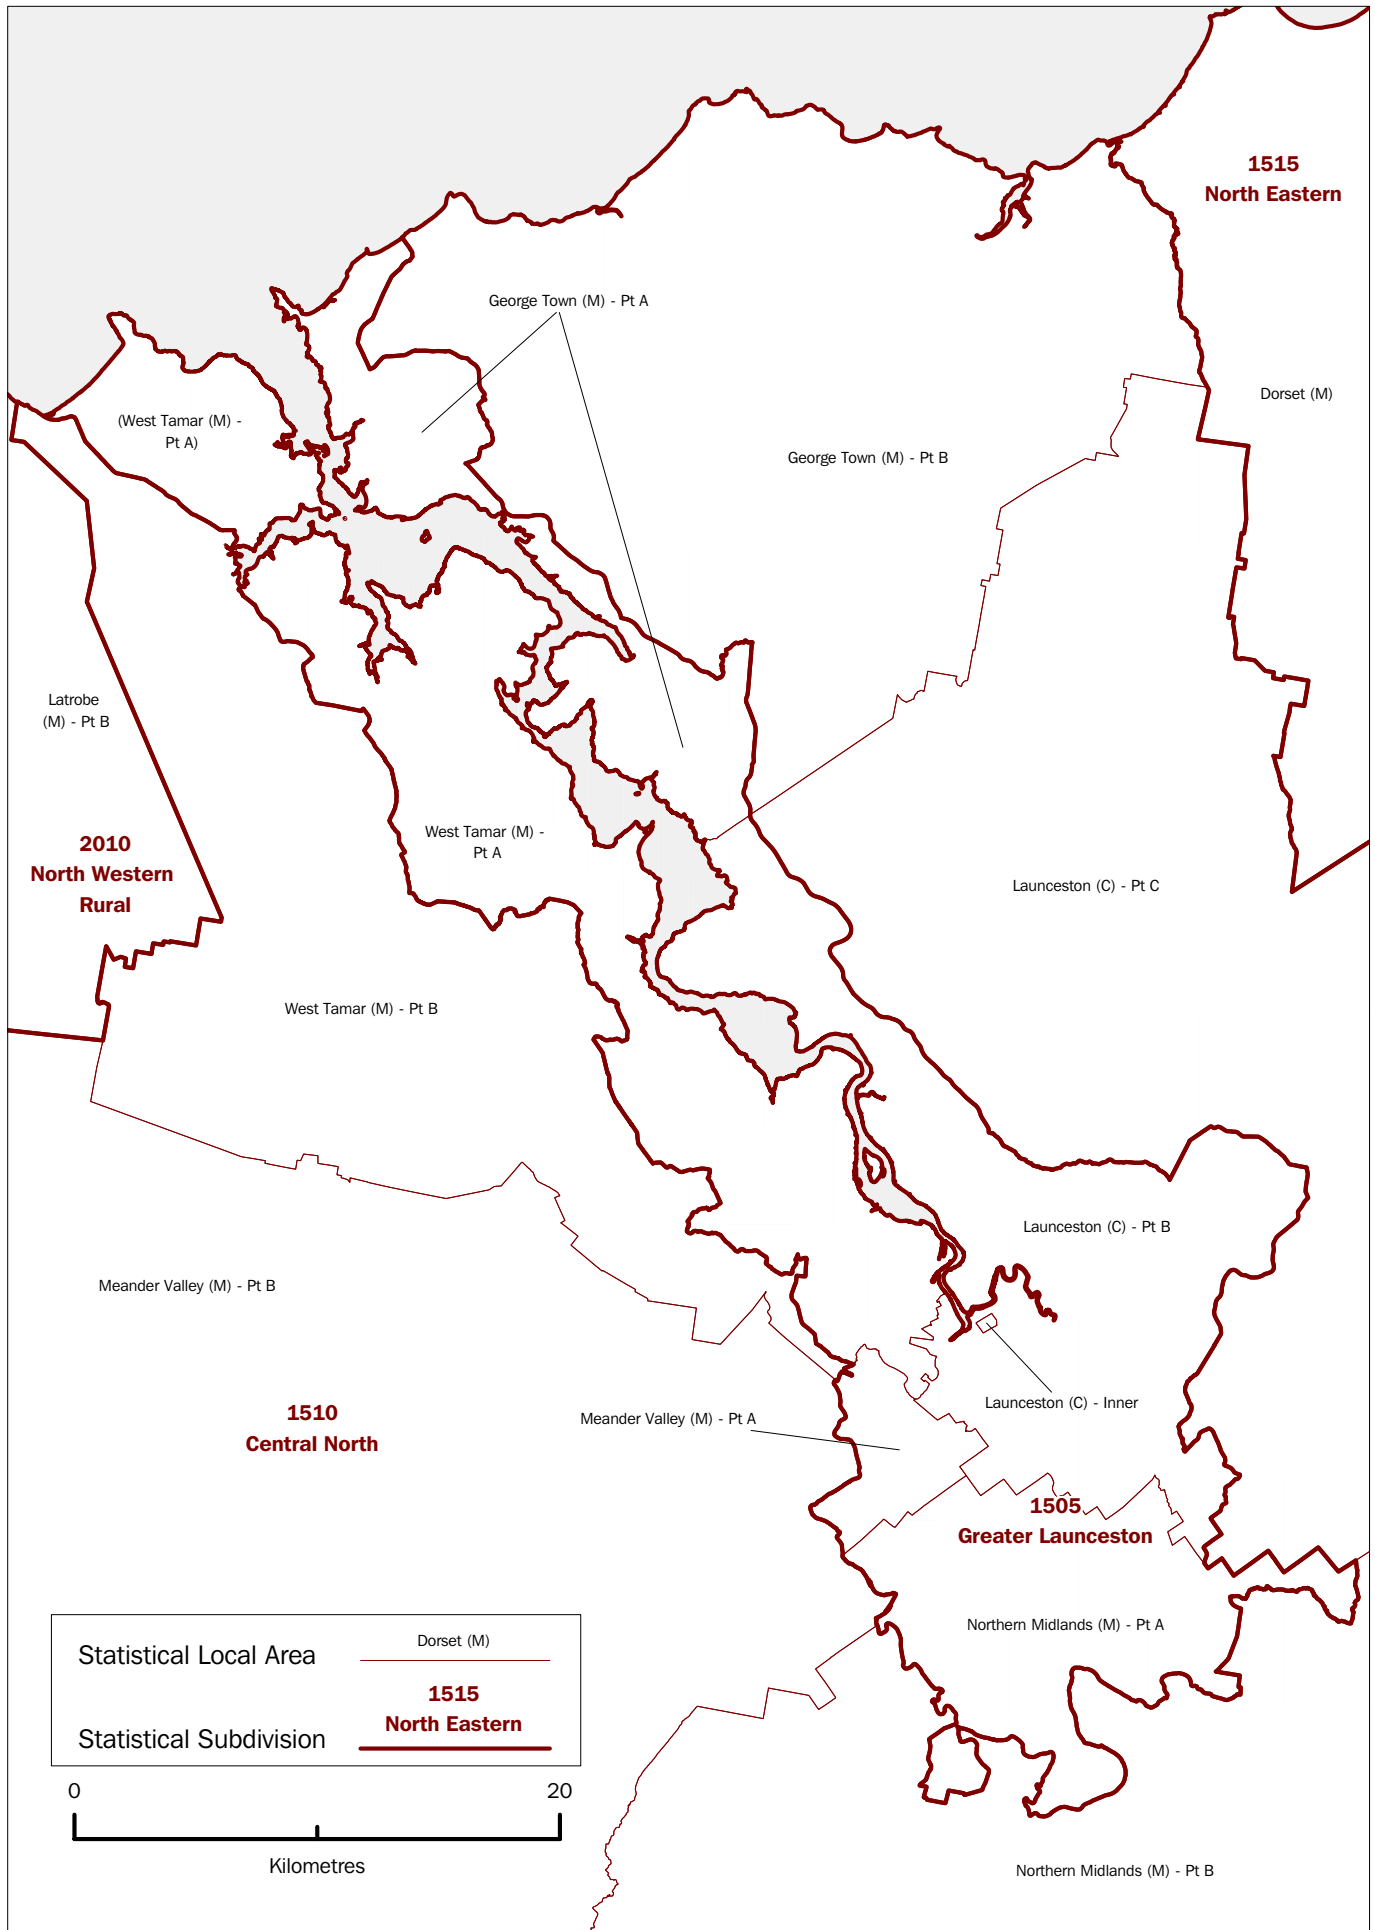 1515
North Eastern
George Town (M) - Pt A
Dorset (M)
(West Tamar (M) -
Pt A)
George Town (M) - Pt B
Latrobe
(M) - Pt B
West Tamar (M) -
Pt A
2010
North Western
Rural
Launceston (C) - Pt C
West Tamar (M) - Pt B
Launceston (C) - Pt B
Meander Valley (M) - Pt B
Launceston (C) - Inner
1510
Central North
Meander Valley (M) - Pt A
1505
Greater Launceston
Northern Midlands (M) - Pt A
Statistical Local Area
Dorset (M)
1515
North Eastern
Statistical Subdivision
0 20
Kilometres
Northern Midlands (M) - Pt B